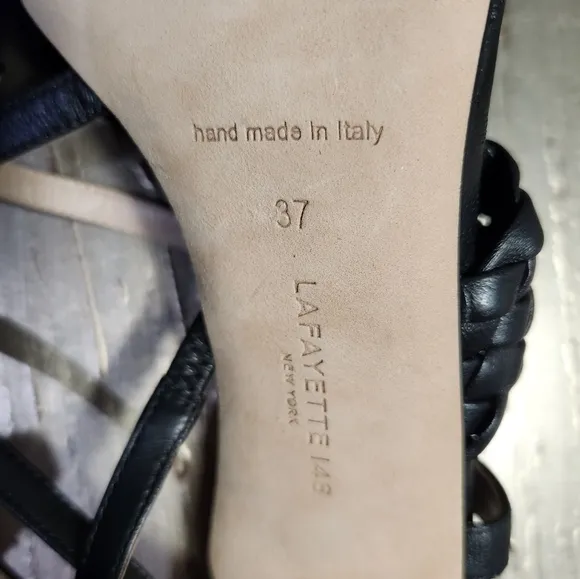 hand made in Italy
37
LAFAYETTE 148
NEW YORK